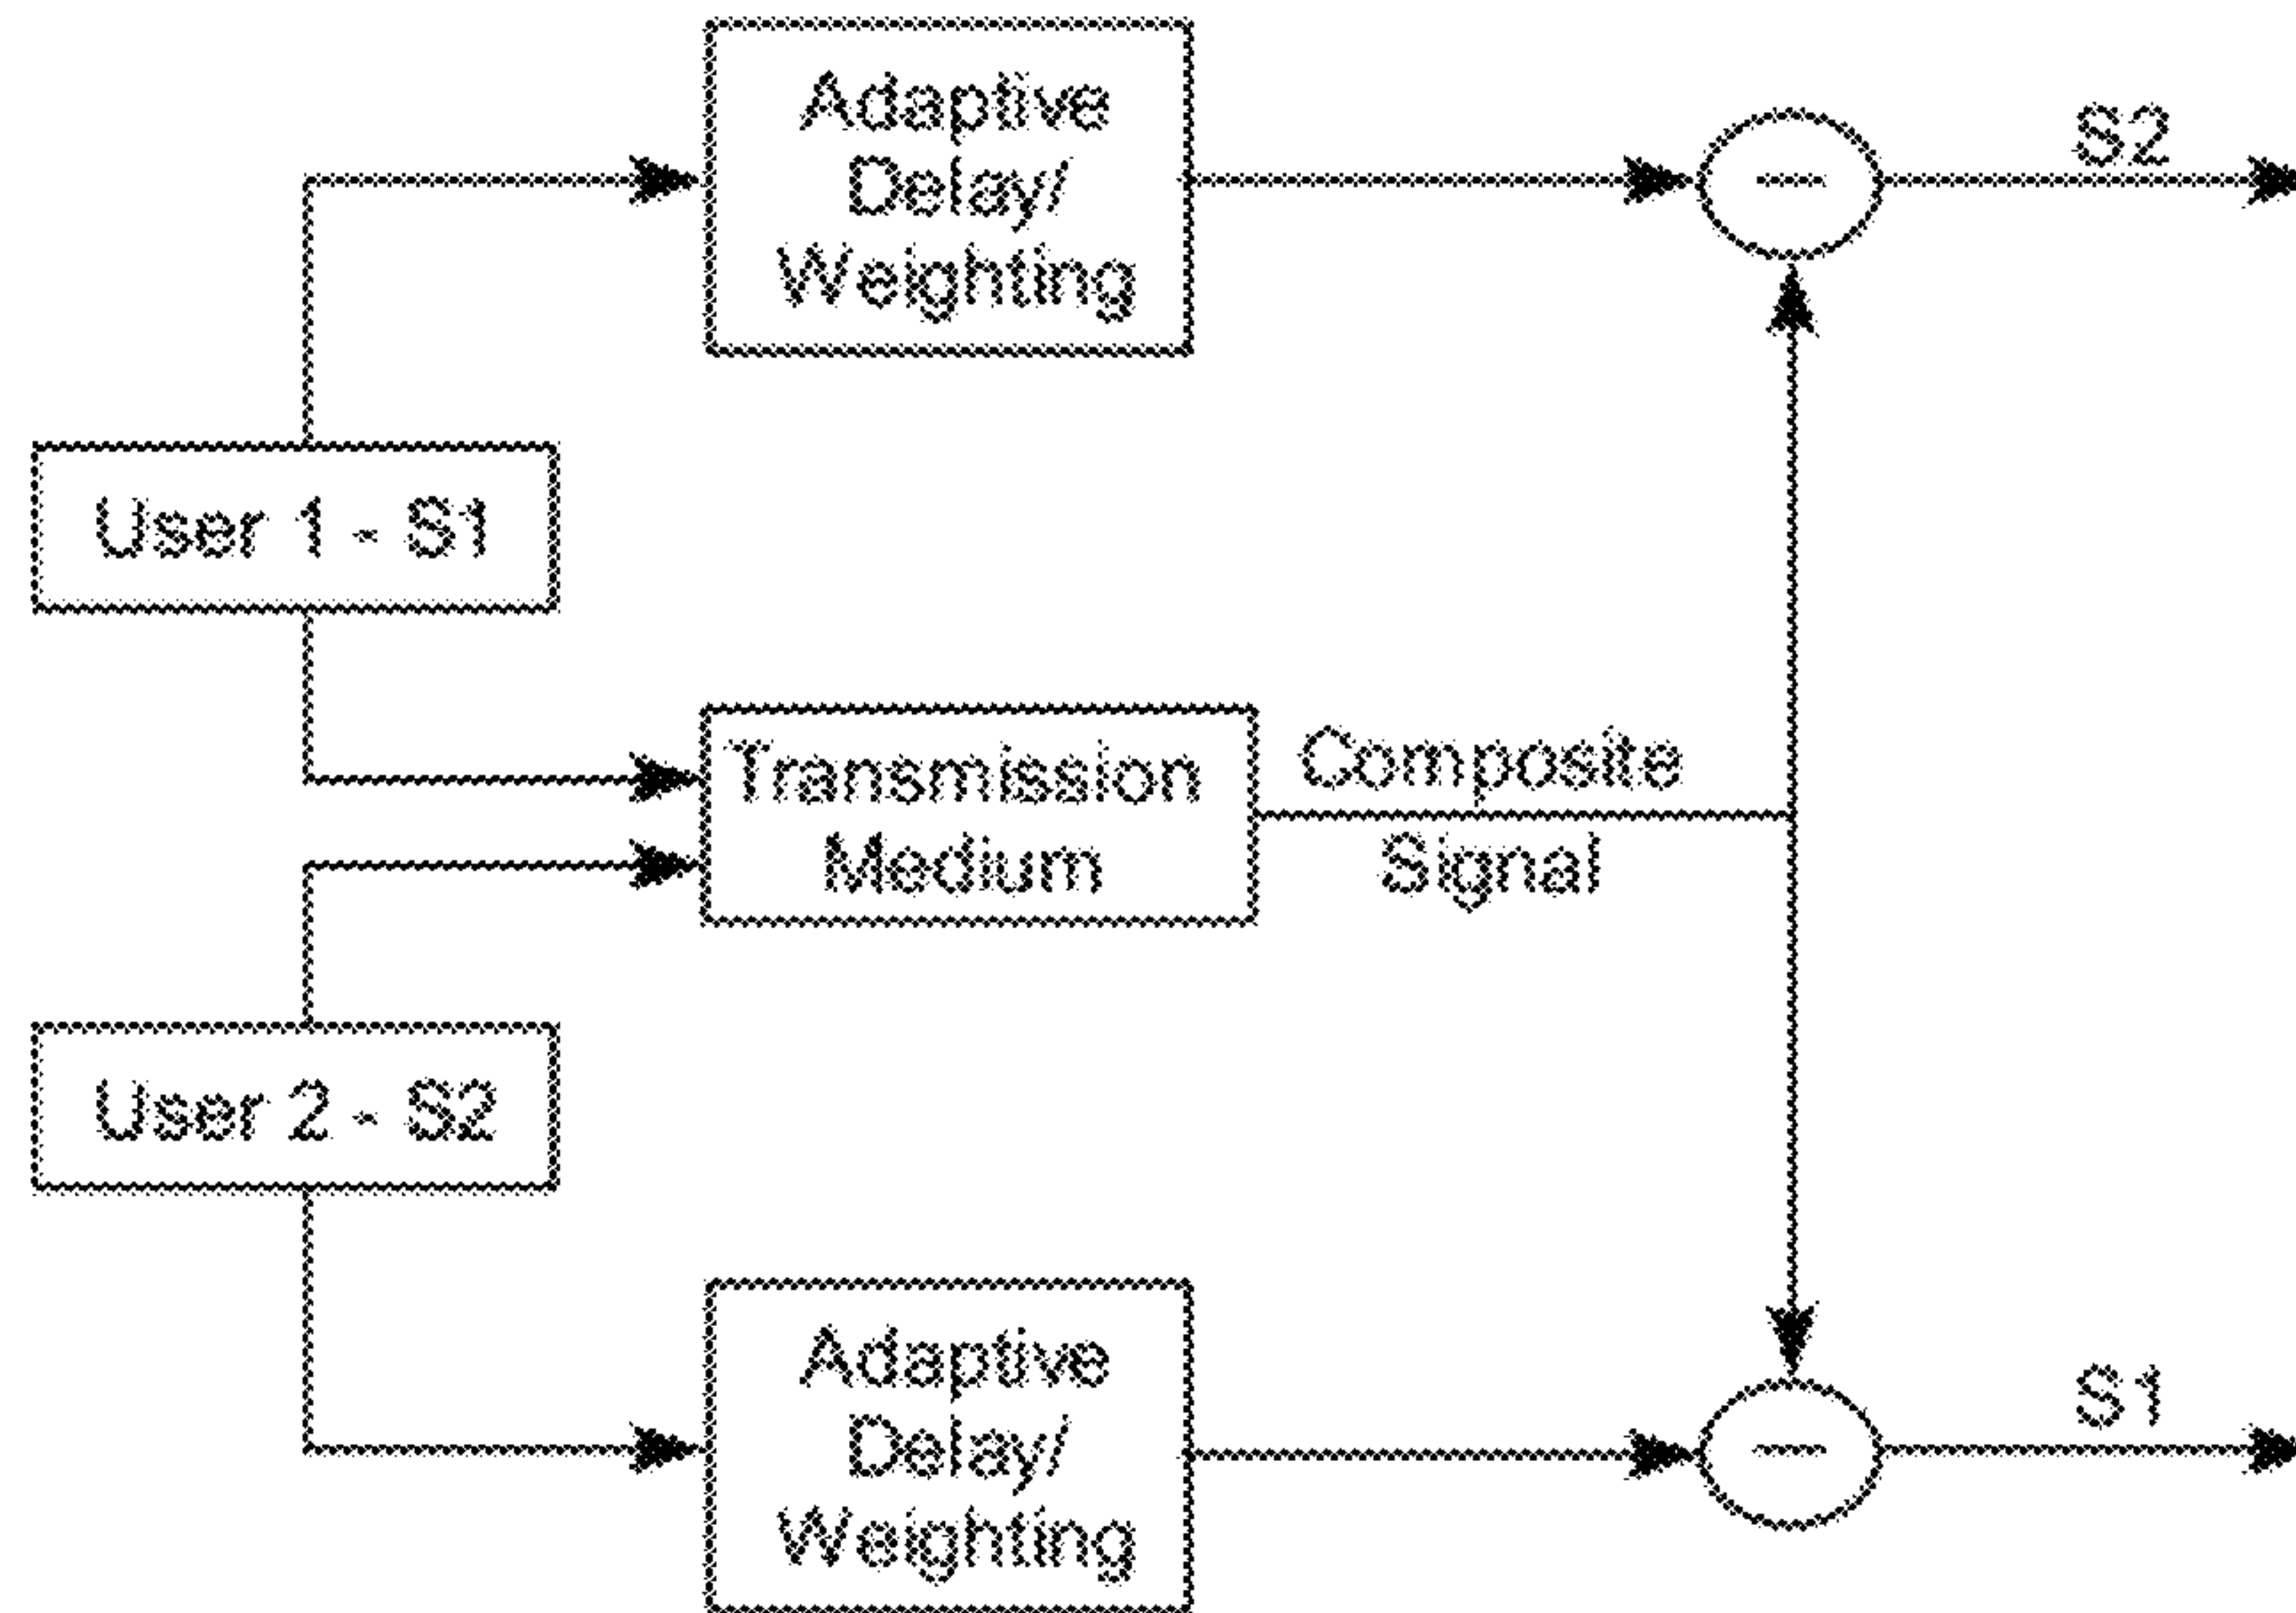 Adaptive
Delay/
Weighting
S2
User 1 - S1
Transmission
Medium
Composite
Signal
User 2 - S2
Adaptive
Delay/
Weighting
S1